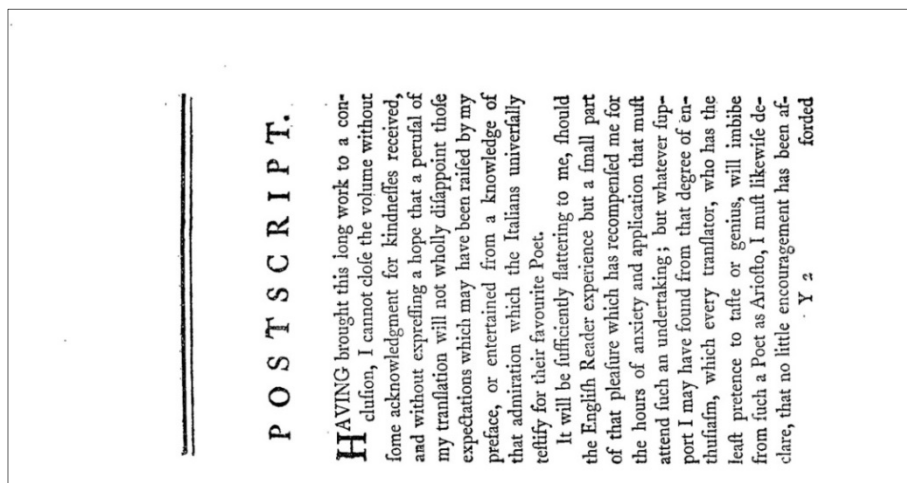 POSTSCRIPT.
HAVING brought this long work to a con-
cluſion, I cannot cloſe the volume without
ſome acknowledgment for kindneſſes received,
and without expreſſing a hope that a peruſal of
my tranſlation will not wholly diſappoint thoſe
expectations which may have been raiſed by my
preface, or entertained from a knowledge of
that admiration which the Italians univerſally
teſtify for their favourite Poet.
It will be ſufficiently flattering to me, ſhould
the Engliſh Reader experience but a ſmall part
of that pleaſure which has recompenſed me for
the hours of anxiety and application that muſt
attend ſuch an undertaking; but whatever ſup-
port I may have found from that degree of en-
thuſiaſm, which every tranſlator, who has the
leaſt pretence to taſte or genius, will imbibe
from ſuch a Poet as Arioſto, I muſt likewiſe de-
clare, that no little encouragement has been af-
Y 2 forded